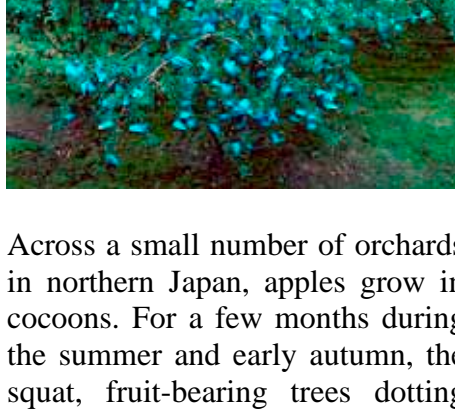 Across a small number of orchards
in northern Japan, apples grow in
cocoons. For a few months during
the summer and early autumn, the
squat, fruit-bearing trees dotting